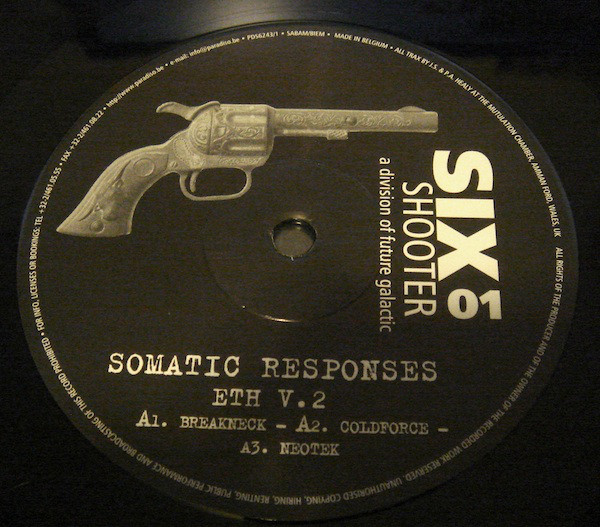 SIX 01
SHOOTER
a division of future galactic
SOMATIC RESPONSES
ETH V.2
A1. BREAKNECK - A2. COLDFORCE -
A3. NEOTEK
• FOR INFO, LICENSES OR BOOKINGS: TEL +32-2/461.05.55 • FAX +32-2/461.08.22 • http://www.paradiso.be • e-mail: info@paradiso.be • PDS6243/1 • SABAM/BIEM • MADE IN BELGIUM • ALL TRAX BY J.S. & P.A. HEALY AT THE MUTULATION CHAMBER, AMMAN FORD, WALES, UK
ALL RIGHTS OF THE PRODUCER AND OF THE OWNER OF THE RECORDED WORK RESERVED. UNAUTHORISED COPYING, HIRING, RENTING, PUBLIC PERFORMANCE AND BROADCASTING OF THIS RECORD PROHIBITED